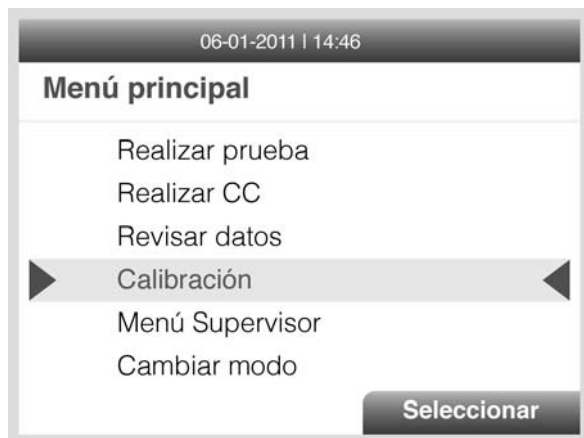 06-01-2011 | 14:46
Menú principal
Realizar prueba
Realizar CC
Revisar datos
Calibración
Menú Supervisor
Cambiar modo
Seleccionar